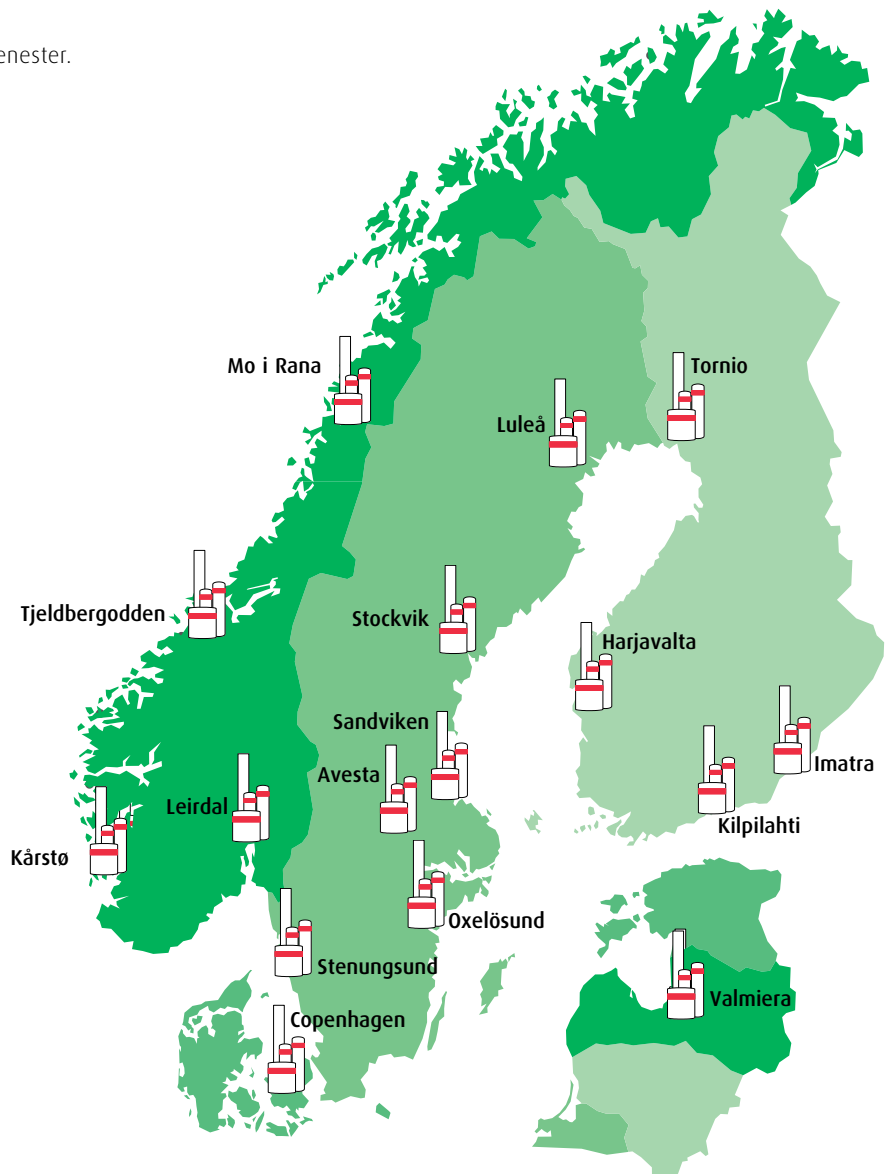 enester.
Mo i Rana
Tornio
Luleå
Tjeldbergodden
Stockvik
Harjavalta
Sandviken
Avesta
Imatra
Leirdal
Kilpilahti
Kårstø
Oxelösund
Stenungsund
Valmiera
Copenhagen